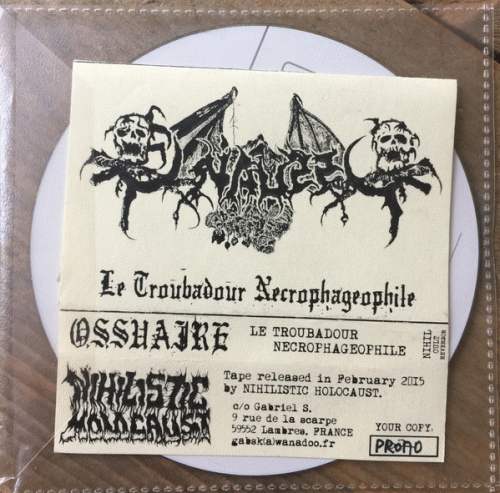 Le Troubadour Necrophageophile
OSSUAIRE
LE TROUBADOUR
NECROPHAGEOPHILE
NIHIL
NIHILISTIC
HOLOCAUST
Tape released in February 2015
by NIHILISTIC HOLOCAUST.
c/o Gabriel S.
9 rue de la scarpe
59552 Lambres. FRANCE
gabsk(a)wanadoo.fr
YOUR COPY.
PROMO